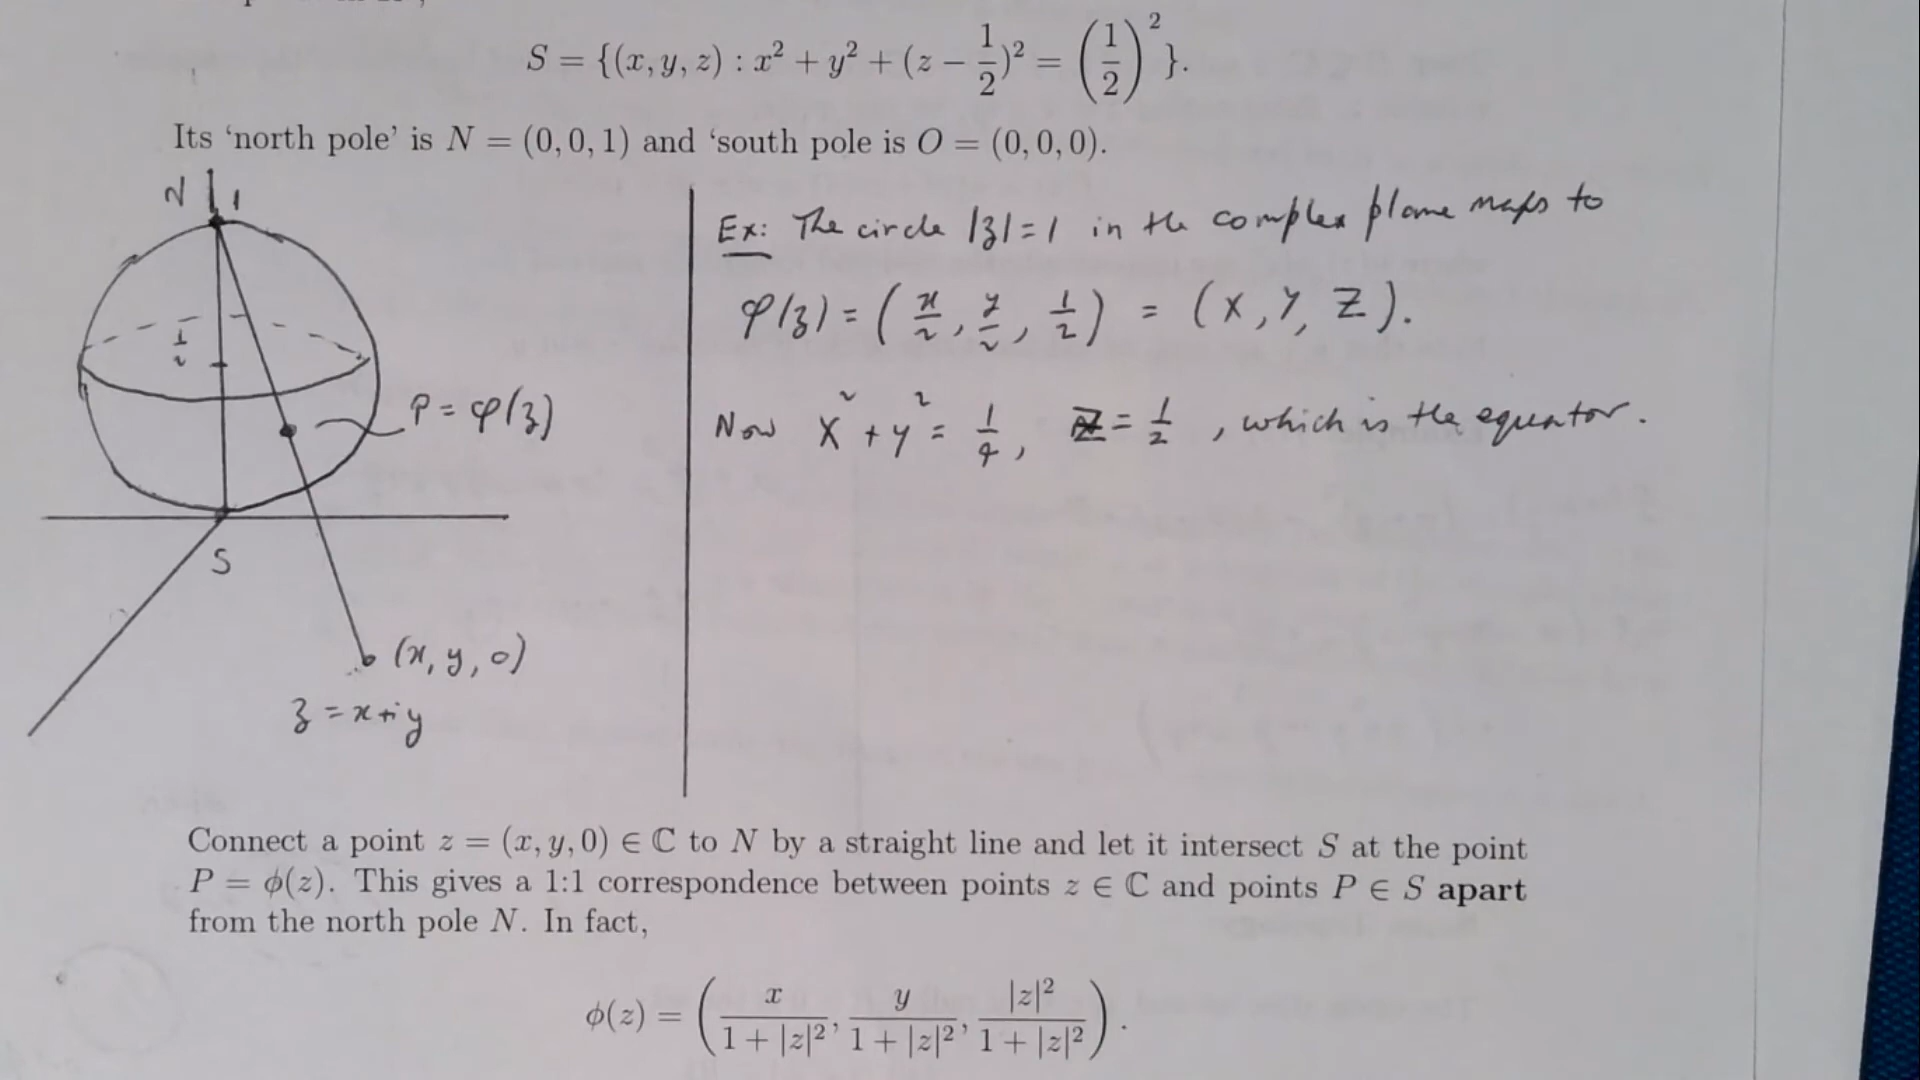 S = {(x, y, z) : x² + y² + (z − 1/2)² = (1/2)²}.
Its ‘north pole’ is N = (0, 0, 1) and ‘south pole is O = (0, 0, 0).
N 1
1/2
P = φ(z)
S
(x, y, 0)
z = x+iy
Ex: The circle |z| = 1 in the complex plane maps to
φ(z) = (x/2, y/2, 1/2) = (X, Y, Z).
Now X² + Y² = 1/4, Z = 1/2, which is the equator.
Connect a point z = (x, y, 0) ∈ ℂ to N by a straight line and let it intersect S at the point
P = ϕ(z). This gives a 1:1 correspondence between points z ∈ ℂ and points P ∈ S apart
from the north pole N. In fact,
ϕ(z) = (x/(1 + |z|²), y/(1 + |z|²), |z|²/(1 + |z|²)).